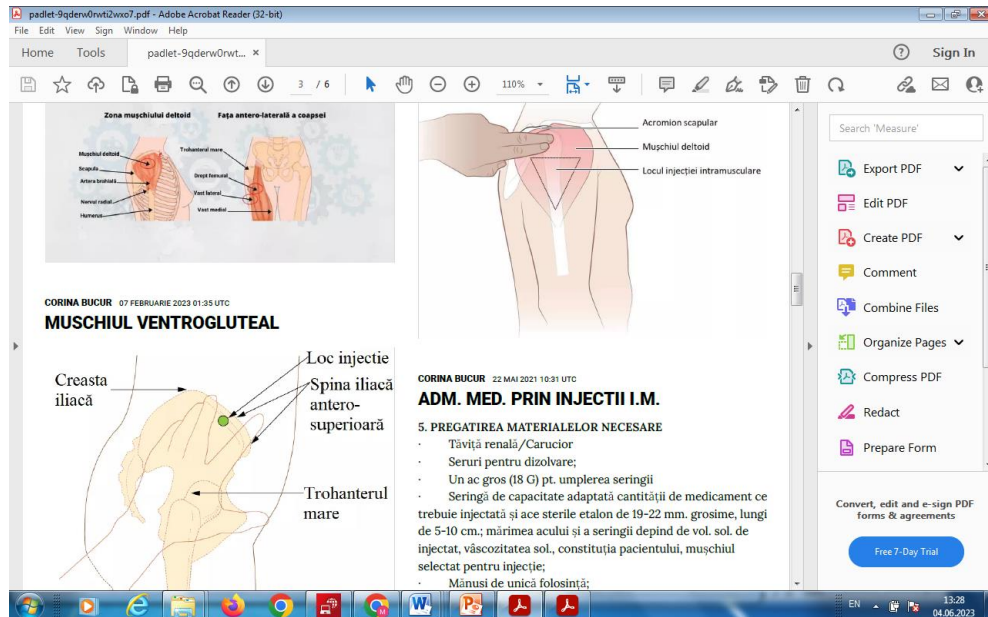 padlet-9qderw0rwti2wxo7.pdf - Adobe Acrobat Reader (32-bit)
File Edit View Sign Window Help
Home Tools padlet-9qderw0rwt... ×
? Sign In
3 / 6
110%
Zona mușchiului deltoid
Fața antero-laterală a coapsei
Mușchiul deltoid
Scapula
Artera brahială
Nervul radial
Humerus
Trohanterul mare
Drept femural
Vast lateral
Vast medial
CORINA BUCUR 07 FEBRUARIE 2023 01:35 UTC
MUSCHIUL VENTROGLUTEAL
Creasta
iliacă
Loc injectie
Spina iliacă
antero-
superioară
Trohanterul
mare
Acromion scapular
Mușchiul deltoid
Locul injecției intramusculare
CORINA BUCUR 22 MAI 2021 10:31 UTC
ADM. MED. PRIN INJECTII I.M.
5. PREGATIREA MATERIALELOR NECESARE
· Tăviță renală/Carucior
· Seruri pentru dizolvare;
· Un ac gros (18 G) pt. umplerea seringii
· Seringă de capacitate adaptată cantității de medicament ce
trebuie injectată și ace sterile etalon de 19-22 mm. grosime, lungi
de 5-10 cm.; mărimea acului și a seringii depind de vol. sol. de
injectat, vâscozitatea sol., constituția pacientului, mușchiul
selectat pentru injecție;
· Mănusi de unică folosință;
Search 'Measure'
Export PDF
Edit PDF
Create PDF
Comment
Combine Files
Organize Pages
Compress PDF
Redact
Prepare Form
Convert, edit and e-sign PDF
forms & agreements
Free 7-Day Trial
EN
13:28
04.06.2023